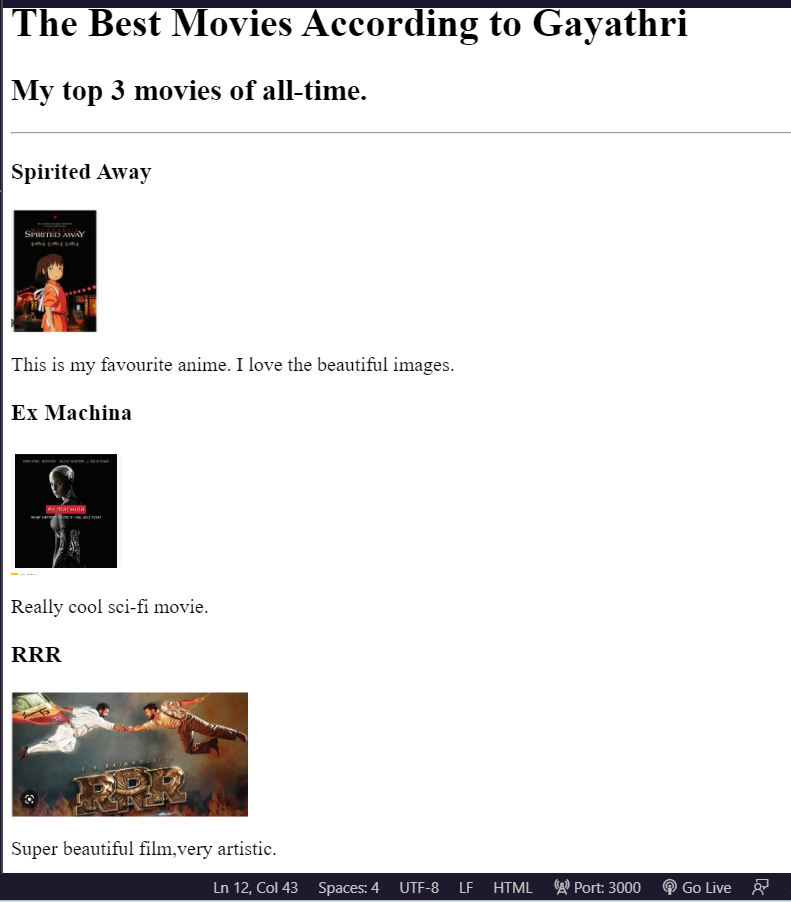 The Best Movies According to Gayathri
My top 3 movies of all-time.
Spirited Away
SPIRITED AWAY
This is my favourite anime. I love the beautiful images.
Ex Machina
EX MACHINA
Really cool sci-fi movie.
RRR
RRR
Super beautiful film,very artistic.
Ln 12, Col 43 Spaces: 4 UTF-8 LF HTML Port: 3000 Go Live